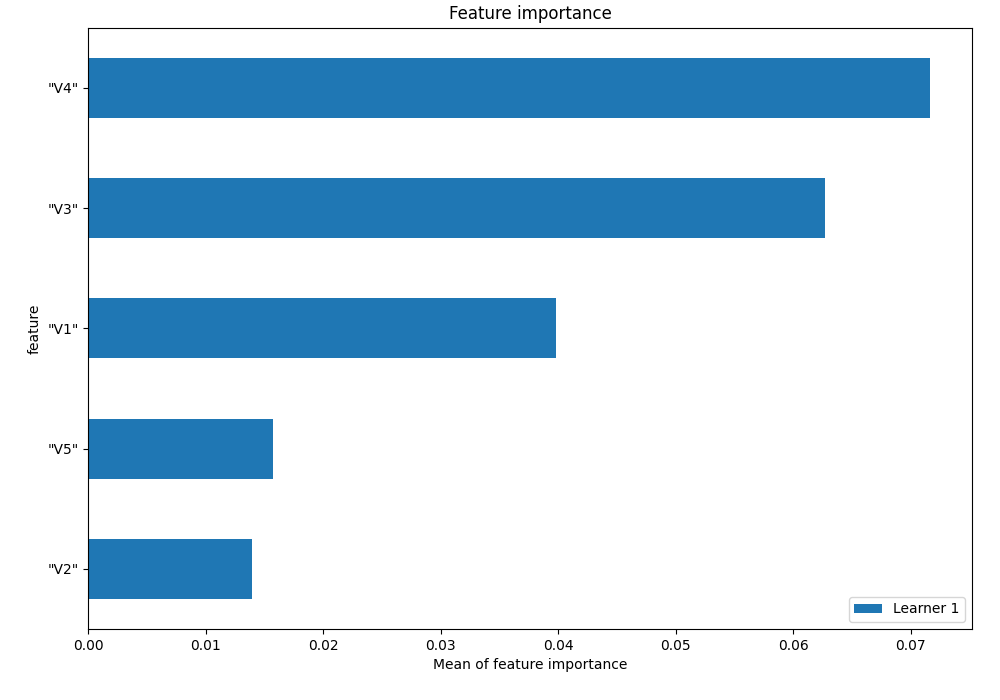 Feature importance
"V4"
"V3"
"V1"
"V5"
"V2"
feature
Learner 1
0.00 0.01 0.02 0.03 0.04 0.05 0.06 0.07
Mean of feature importance